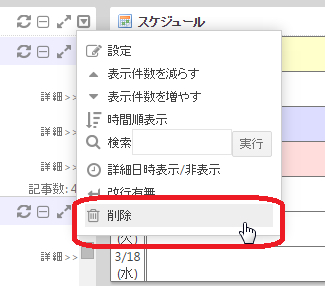 スケジュール
設定
表示件数を減らす
詳細>>
表示件数を増やす
時間順表示
詳細>>
検索 実行
詳細>>
詳細日時表示/非表示
記事数: 4
改行有無
削除
(火)
詳細>>
3/18
(水)